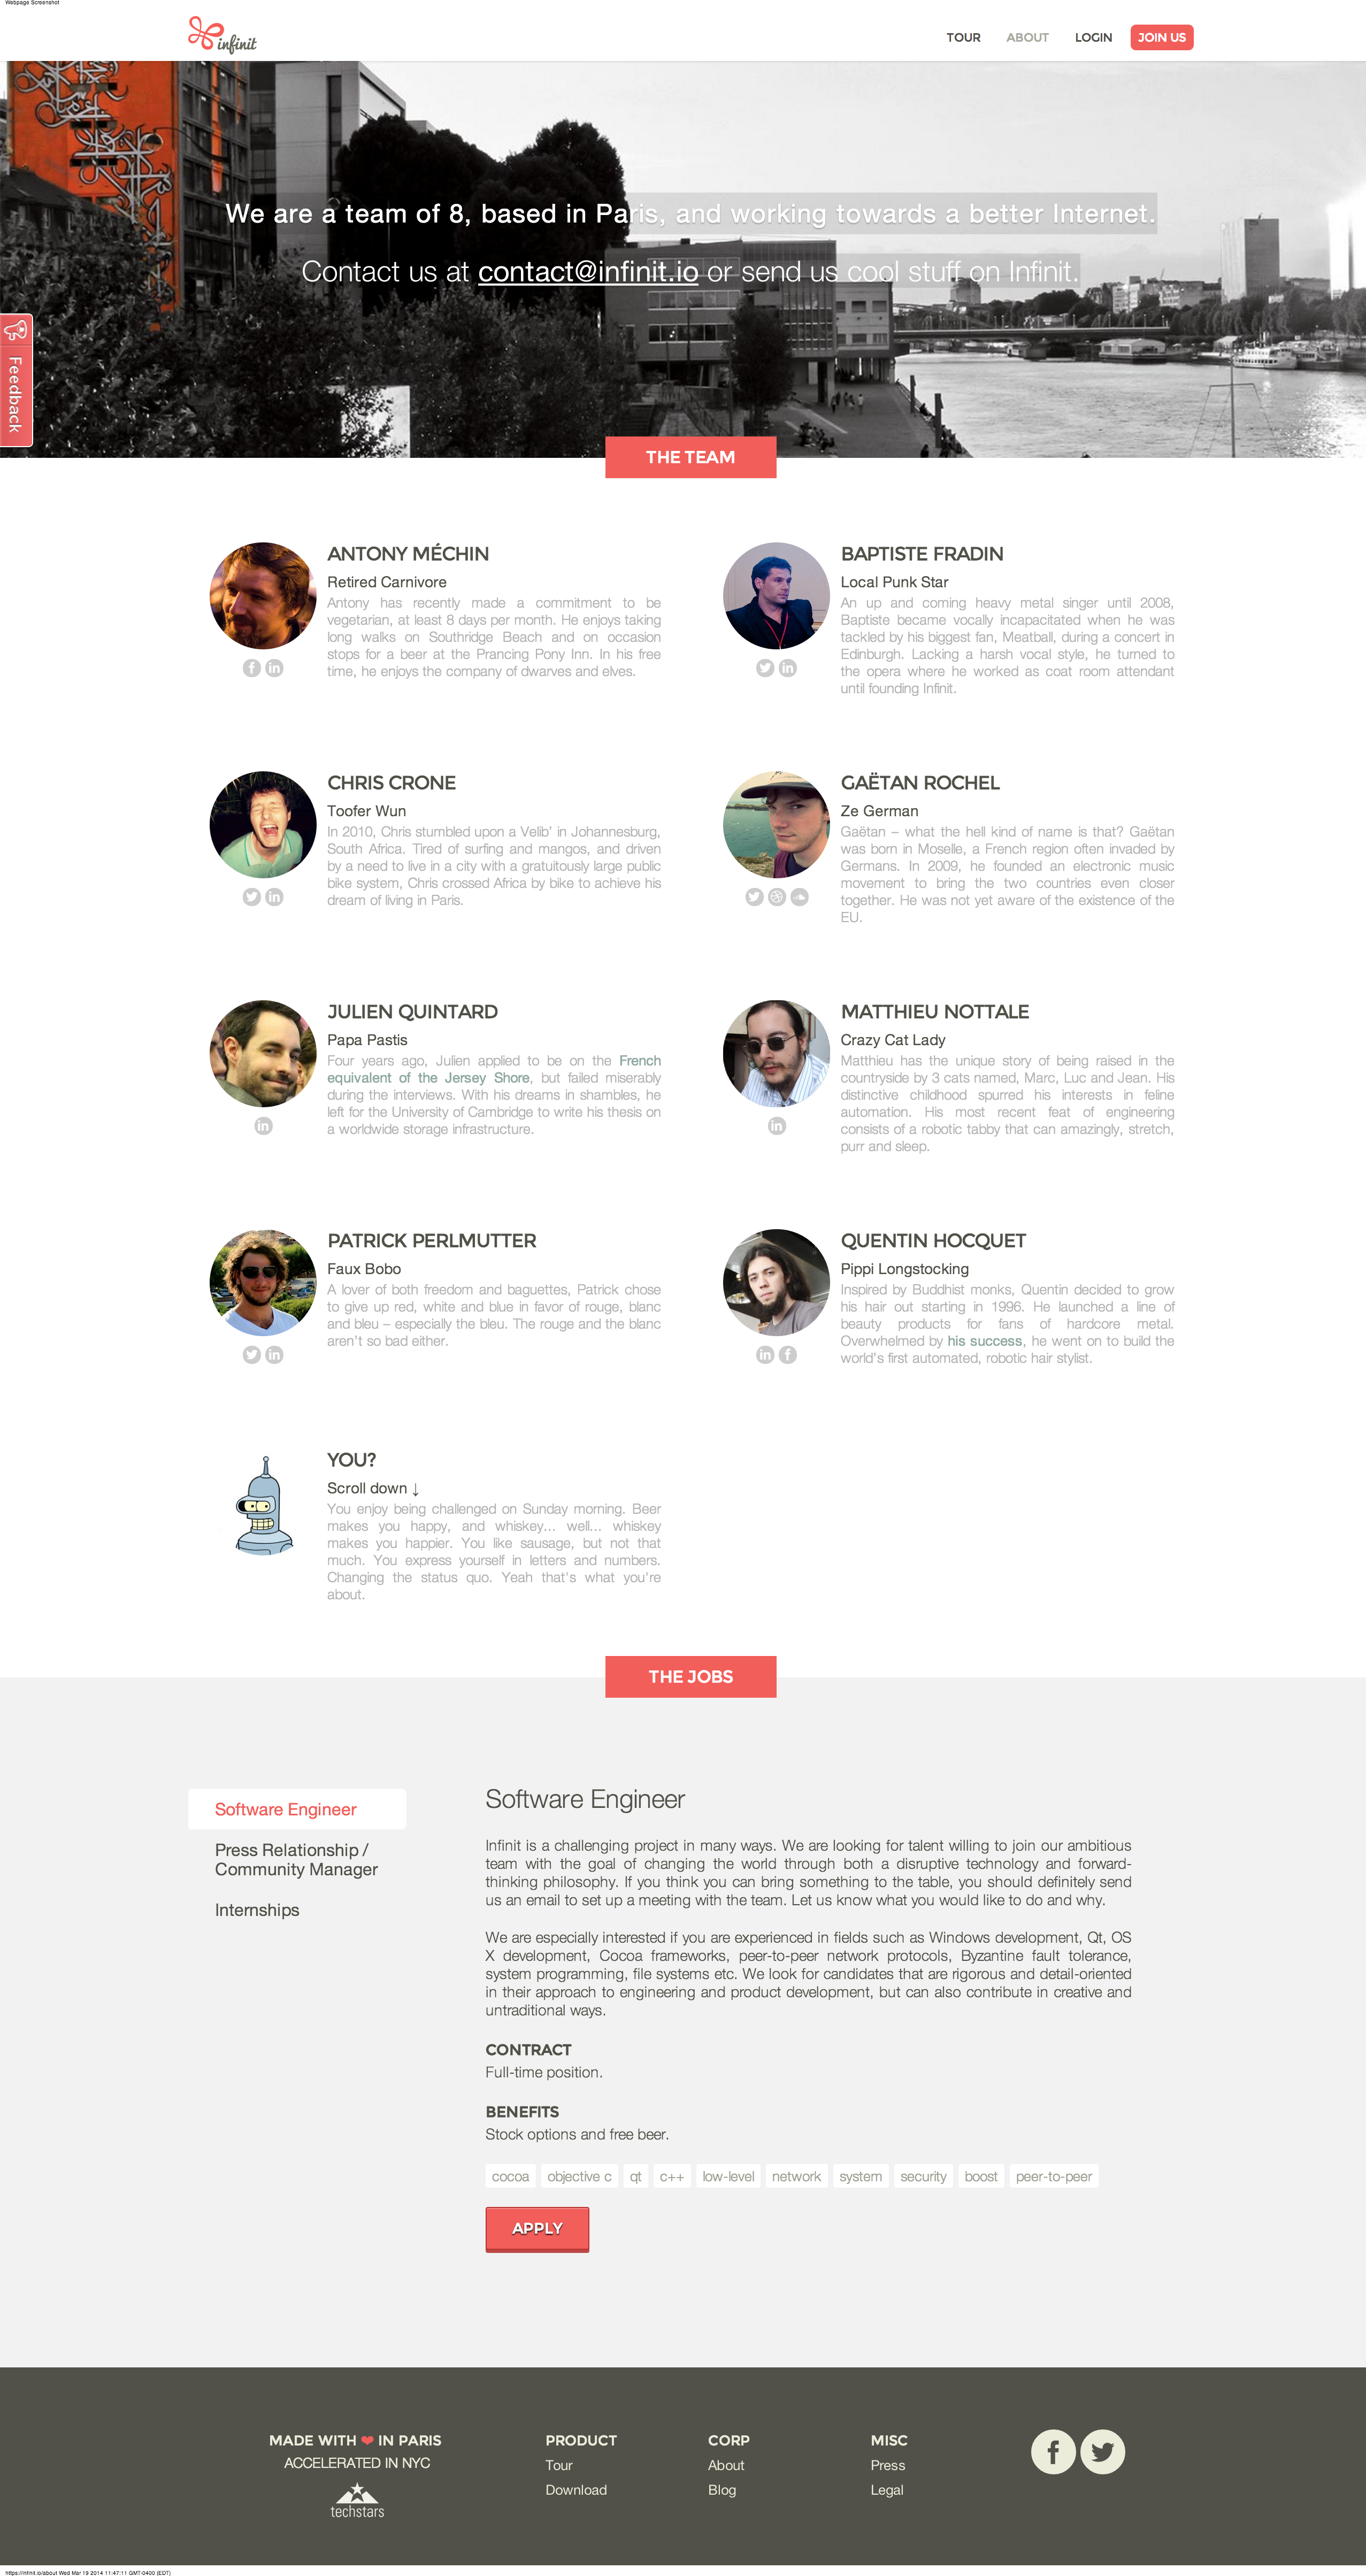 Webpage Screenshot
infinit
TOUR ABOUT LOGIN JOIN US
We are a team of 8, based in Paris, and working towards a better Internet.
Contact us at contact@infinit.io or send us cool stuff on Infinit.
Feedback
THE TEAM
ANTONY MÉCHIN
Retired Carnivore
Antony has recently made a commitment to be
vegetarian, at least 8 days per month. He enjoys taking
long walks on Southridge Beach and on occasion
stops for a beer at the Prancing Pony Inn. In his free
time, he enjoys the company of dwarves and elves.
BAPTISTE FRADIN
Local Punk Star
An up and coming heavy metal singer until 2008,
Baptiste became vocally incapacitated when he was
tackled by his biggest fan, Meatball, during a concert in
Edinburgh. Lacking a harsh vocal style, he turned to
the opera where he worked as coat room attendant
until founding Infinit.
CHRIS CRONE
Toofer Wun
In 2010, Chris stumbled upon a Velib' in Johannesburg,
South Africa. Tired of surfing and mangos, and driven
by a need to live in a city with a gratuitously large public
bike system, Chris crossed Africa by bike to achieve his
dream of living in Paris.
GAËTAN ROCHEL
Ze German
Gaëtan – what the hell kind of name is that? Gaëtan
was born in Moselle, a French region often invaded by
Germans. In 2009, he founded an electronic music
movement to bring the two countries even closer
together. He was not yet aware of the existence of the
EU.
JULIEN QUINTARD
Papa Pastis
Four years ago, Julien applied to be on the French
equivalent of the Jersey Shore, but failed miserably
during the interviews. With his dreams in shambles, he
left for the University of Cambridge to write his thesis on
a worldwide storage infrastructure.
MATTHIEU NOTTALE
Crazy Cat Lady
Matthieu has the unique story of being raised in the
countryside by 3 cats named, Marc, Luc and Jean. His
distinctive childhood spurred his interests in feline
automation. His most recent feat of engineering
consists of a robotic tabby that can amazingly, stretch,
purr and sleep.
PATRICK PERLMUTTER
Faux Bobo
A lover of both freedom and baguettes, Patrick chose
to give up red, white and blue in favor of rouge, blanc
and bleu – especially the bleu. The rouge and the blanc
aren't so bad either.
QUENTIN HOCQUET
Pippi Longstocking
Inspired by Buddhist monks, Quentin decided to grow
his hair out starting in 1996. He launched a line of
beauty products for fans of hardcore metal.
Overwhelmed by his success, he went on to build the
world's first automated, robotic hair stylist.
YOU?
Scroll down ↓
You enjoy being challenged on Sunday morning. Beer
makes you happy, and whiskey... well... whiskey
makes you happier. You like sausage, but not that
much. You express yourself in letters and numbers.
Changing the status quo. Yeah that's what you're
about.
THE JOBS
Software Engineer
Press Relationship /
Community Manager
Internships
Software Engineer
Infinit is a challenging project in many ways. We are looking for talent willing to join our ambitious
team with the goal of changing the world through both a disruptive technology and forward-
thinking philosophy. If you think you can bring something to the table, you should definitely send
us an email to set up a meeting with the team. Let us know what you would like to do and why.
We are especially interested if you are experienced in fields such as Windows development, Qt, OS
X development, Cocoa frameworks, peer-to-peer network protocols, Byzantine fault tolerance,
system programming, file systems etc. We look for candidates that are rigorous and detail-oriented
in their approach to engineering and product development, but can also contribute in creative and
untraditional ways.
CONTRACT
Full-time position.
BENEFITS
Stock options and free beer.
cocoa objective c qt c++ low-level network system security boost peer-to-peer
APPLY
MADE WITH ❤ IN PARIS
ACCELERATED IN NYC
techstars
PRODUCT
Tour
Download
CORP
About
Blog
MISC
Press
Legal
https://infinit.io/about Wed Mar 19 2014 11:47:11 GMT-0400 (EDT)